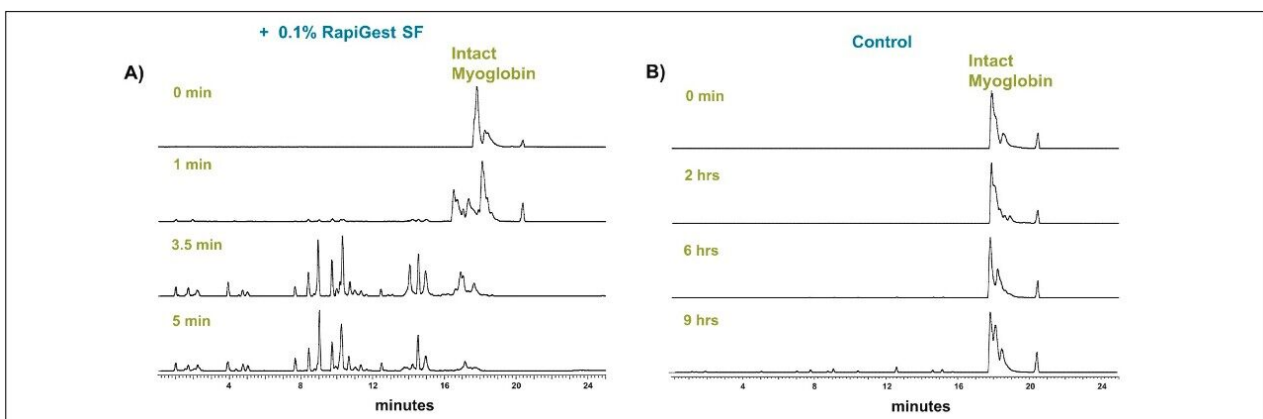 + 0.1% RapiGest SF
A)
Intact
Myoglobin
0 min
1 min
3.5 min
5 min
4 8 12 16 20 24
minutes
Control
B)
Intact
Myoglobin
0 min
2 hrs
6 hrs
9 hrs
4 8 12 16 20 24
minutes